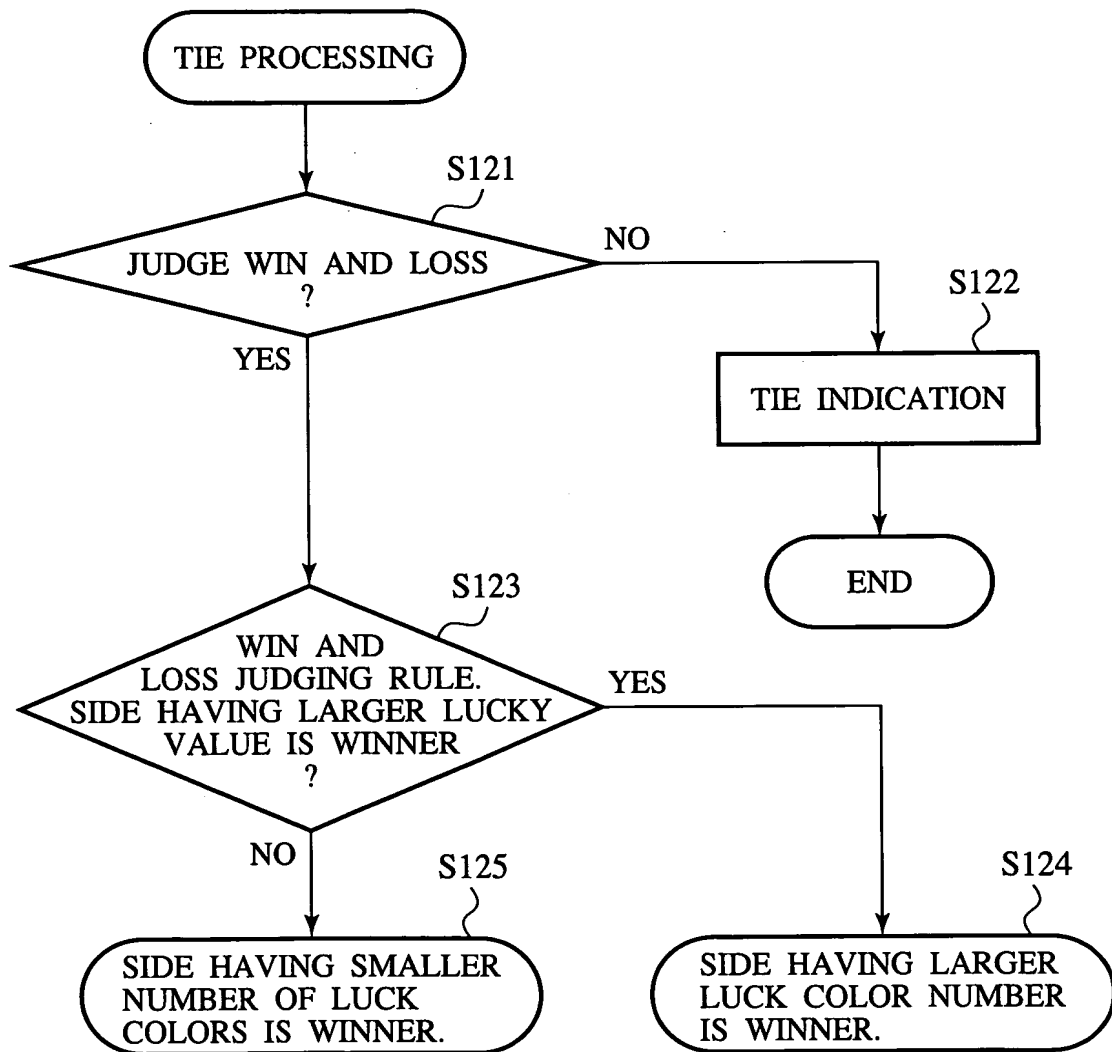 TIE PROCESSING
S121
JUDGE WIN AND LOSS
?
NO
YES
S122
TIE INDICATION
END
S123
WIN AND
LOSS JUDGING RULE.
SIDE HAVING LARGER LUCKY
VALUE IS WINNER
?
YES
NO
S125
SIDE HAVING SMALLER
NUMBER OF LUCK
COLORS IS WINNER.
S124
SIDE HAVING LARGER
LUCK COLOR NUMBER
IS WINNER.